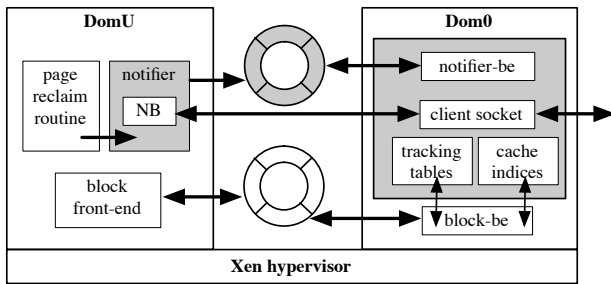 DomU
Dom0
page
reclaim
routine
notifier
NB
notifier-be
client socket
tracking
tables
cache
indices
block
front-end
block-be
Xen hypervisor